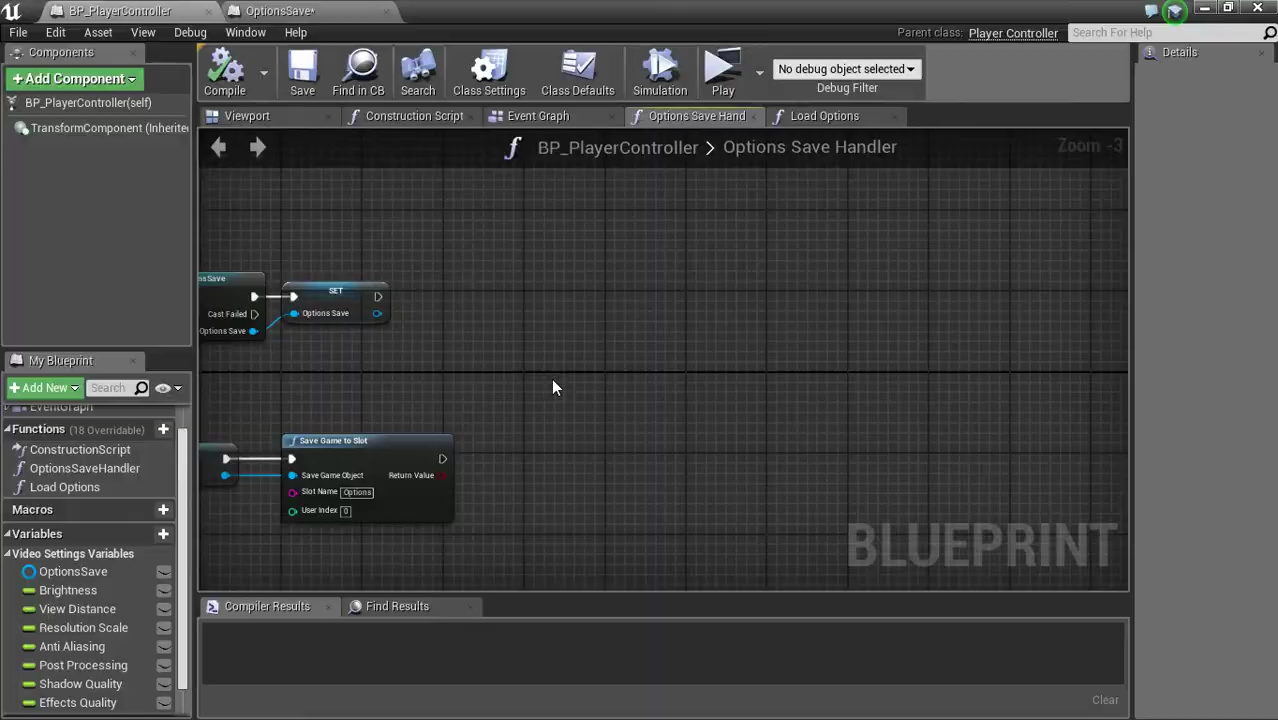 BP_PlayerController
OptionsSave*
File Edit Asset View Debug Window Help
Parent class: Player Controller
Search For Help
Components
Details
+Add Component
BP_PlayerController(self)
TransformComponent (Inherite
Compile
Save
Find in CB
Search
Class Settings
Class Defaults
Simulation
Play
No debug object selected
Debug Filter
Viewport
Construction Script
Event Graph
Options Save Hand
Load Options
BP_PlayerController > Options Save Handler
Zoom -3
nsSave
Cast Failed
Options Save
SET
Options Save
Save Game to Slot
Save Game Object
Return Value
Slot Name Options
User Index 0
BLUEPRINT
My Blueprint
+Add New
Search
EventGraph
Functions (18 Overridable)
ConstructionScript
OptionsSaveHandler
Load Options
Macros
Variables
Video Settings Variables
OptionsSave
Brightness
View Distance
Resolution Scale
Anti Aliasing
Post Processing
Shadow Quality
Effects Quality
Compiler Results
Find Results
Clear